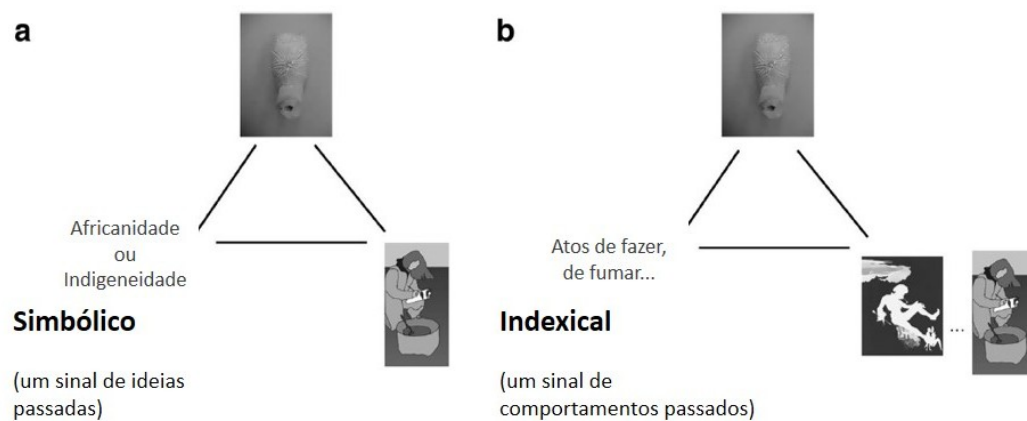 a
Africanidade
ou
Indigeneidade
Simbólico
(um sinal de ideias
passadas)
b
Atos de fazer,
de fumar...
...
Indexical
(um sinal de
comportamentos passados)